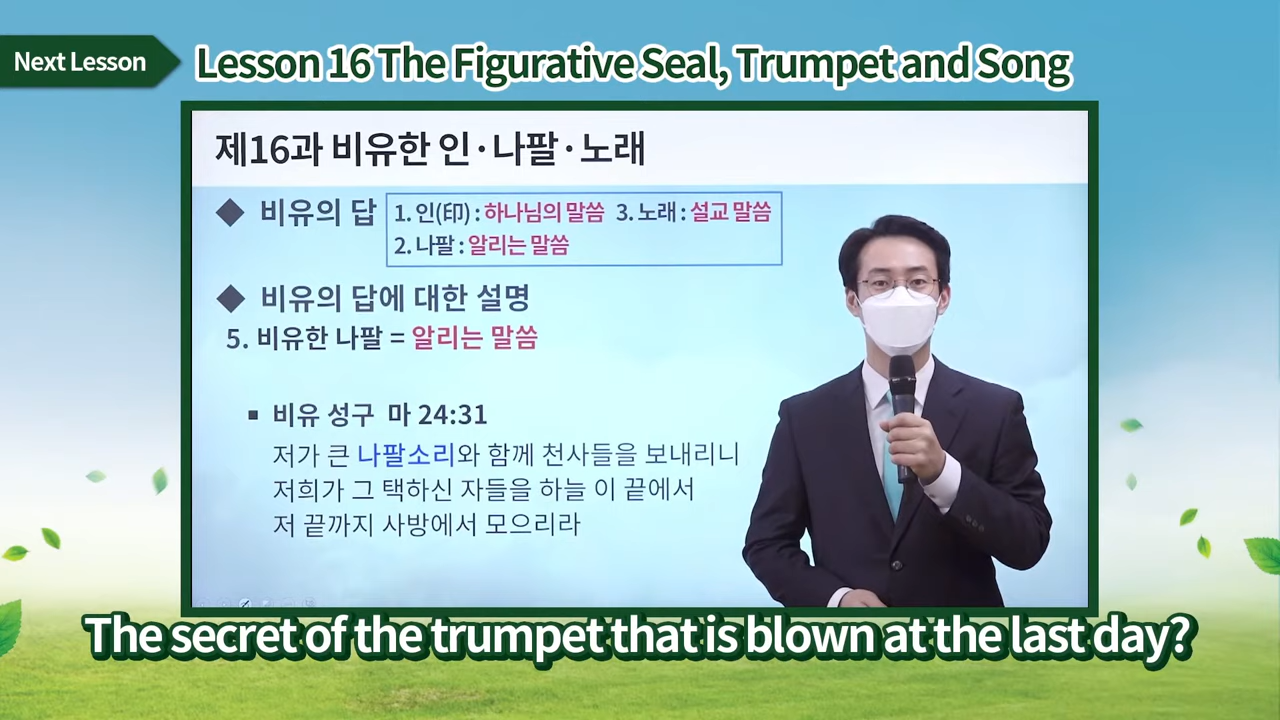 Next Lesson
Lesson 16 The Figurative Seal, Trumpet and Song
제16과 비유한 인·나팔·노래
◆ 비유의 답
1. 인(印) : 하나님의 말씀 3. 노래 : 설교 말씀
2. 나팔 : 알리는 말씀
◆ 비유의 답에 대한 설명
5. 비유한 나팔 = 알리는 말씀
▪ 비유 성구 마 24:31
저가 큰 나팔소리와 함께 천사들을 보내리니
저희가 그 택하신 자들을 하늘 이 끝에서
저 끝까지 사방에서 모으리라
The secret of the trumpet that is blown at the last day?